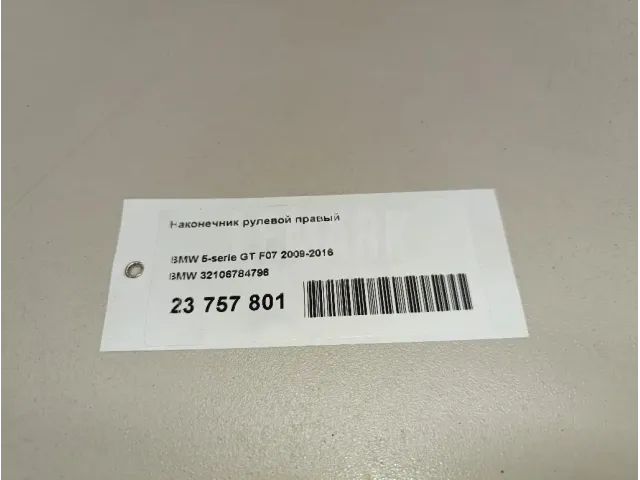 Наконечник рулевой правый
BMW 5-serie GT F07 2009-2016
BMW 32106784796
23 757 801